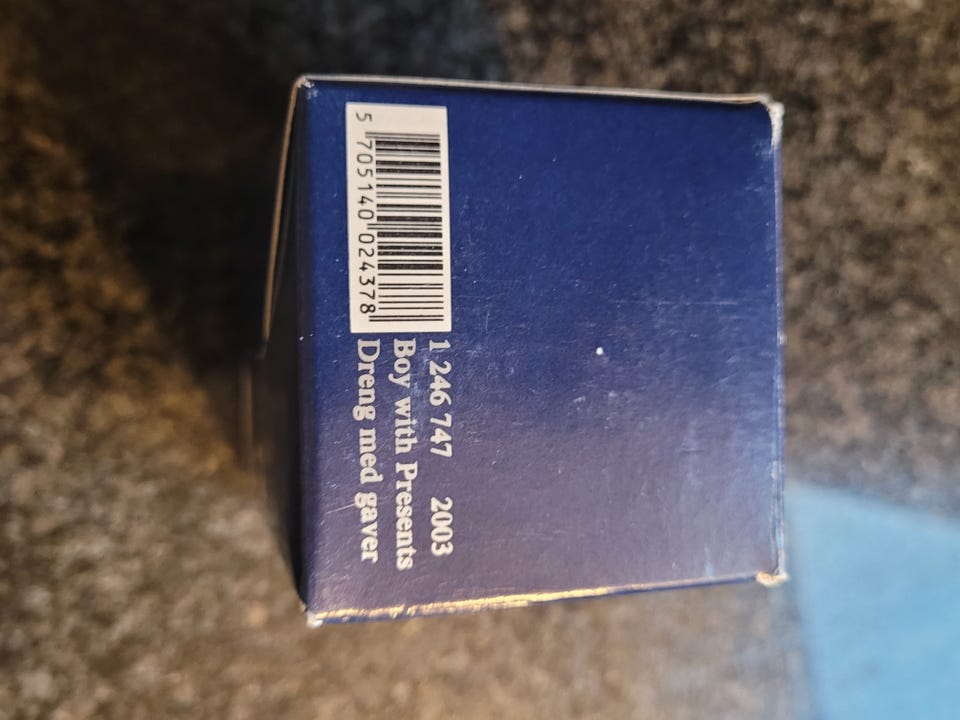 5 705140 024378
1 246 747 2003
Boy with Presents
Dreng med gaver